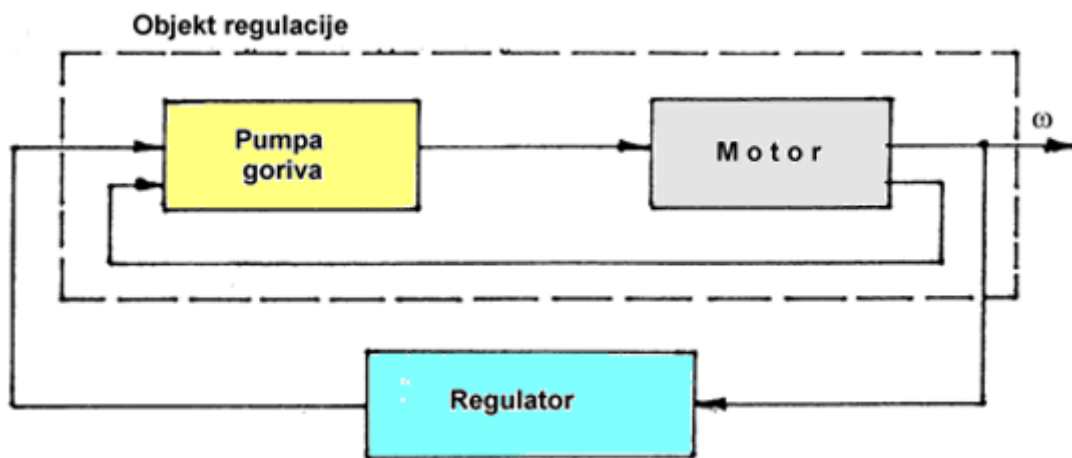 Objekt regulacije
Pumpa
goriva
Motor
ω
Regulator